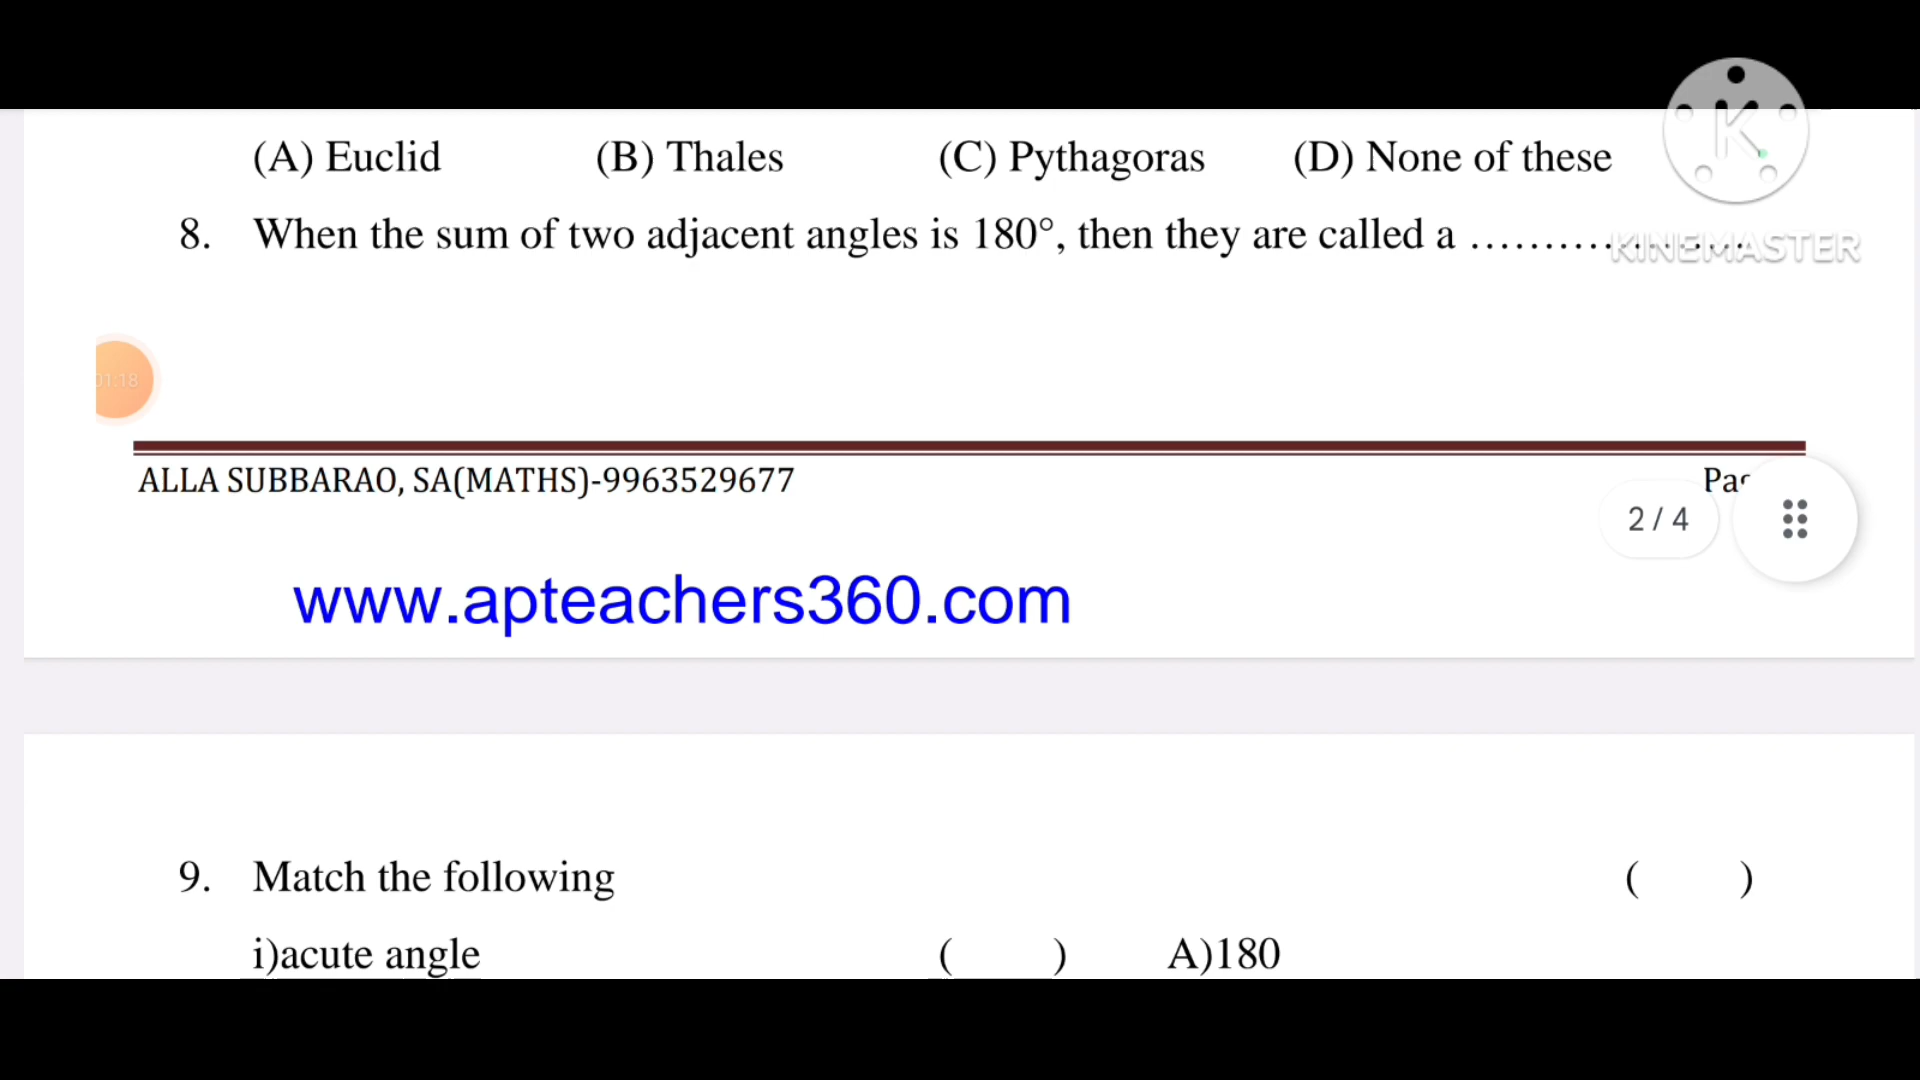 (A) Euclid (B) Thales (C) Pythagoras (D) None of these
8. When the sum of two adjacent angles is 180°, then they are called a ....................
KINEMASTER
01:18
ALLA SUBBARAO, SA(MATHS)-9963529677
2 / 4
www.apteachers360.com
9. Match the following ( )
i)acute angle ( ) A)180